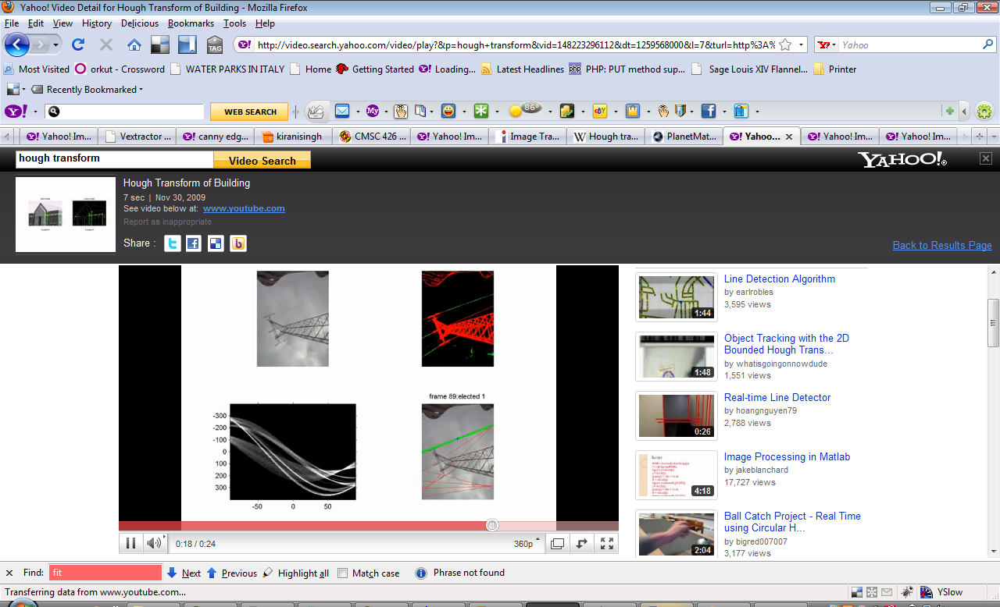 Yahoo! Video Detail for Hough Transform of Building - Mozilla Firefox
File Edit View History Delicious Bookmarks Tools Help
TAG http://video.search.yahoo.com/video/play?&p=hough+transform&vid=148223296112&dt=1259568000&l=7&turl=http%3A% Yahoo
Most Visited orkut - Crossword WATER PARKS IN ITALY Home Getting Started Loading... Latest Headlines PHP: PUT method sup... Sage Louis XIV Flannel... Printer
Recently Bookmarked
Y! WEB SEARCH My 86° ebY
Yahoo! Im... Vextractor ... canny edg... kiranisingh CMSC 426 ... Yahoo! Im... Image Tra... Hough tra... PlanetMat... Yahoo... Yahoo! Im... Yahoo! Im...
hough transform Video Search YAHOO!
Hough Transform of Building
7 sec | Nov 30, 2009
See video below at: www.youtube.com
Report as inappropriate
Share :
Back to Results Page
frame 89;elected 1
-300
-200
-100
0
100
200
300
-50 0 50
0:18 / 0:24 360p
Line Detection Algorithm
by earlrobles
3,595 views
1:44
Object Tracking with the 2D
Bounded Hough Trans...
by whatisgoingonnowdude
1,551 views
1:48
Real-time Line Detector
by hoangnguyen79
2,788 views
0:26
Image Processing in Matlab
by jakeblanchard
17,727 views
Scripts
4:18
Ball Catch Project - Real Time
using Circular H...
by bigred007007
3,177 views
2:04
Find: fit Next Previous Highlight all Match case Phrase not found
Transferring data from www.youtube.com... YSlow